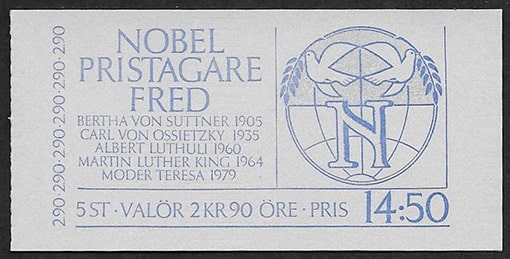 2.90·2.90·2.90·2.90·2.90
NOBEL
PRISTAGARE
FRED
BERTHA VON SUTTNER 1905
CARL VON OSSIETZKY 1935
ALBERT LUTHULI 1960
MARTIN LUTHER KING 1964
MODER TERESA 1979
N
5 ST · VALÖR 2 KR 90 ÖRE · PRIS 14:50